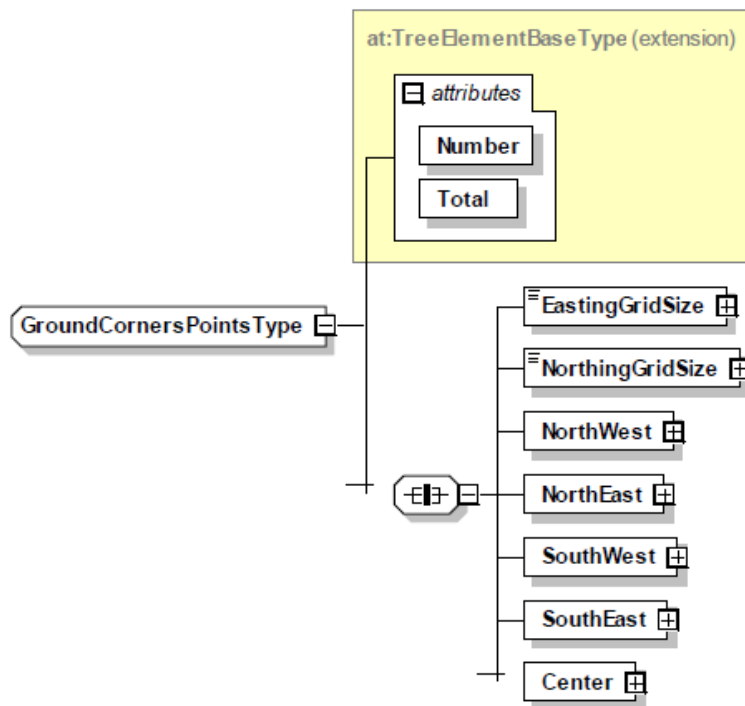 at:TreeElementBaseType (extension)
attributes
Number
Total
GroundCornersPointsType
EastingGridSize
NorthingGridSize
NorthWest
NorthEast
SouthWest
SouthEast
Center